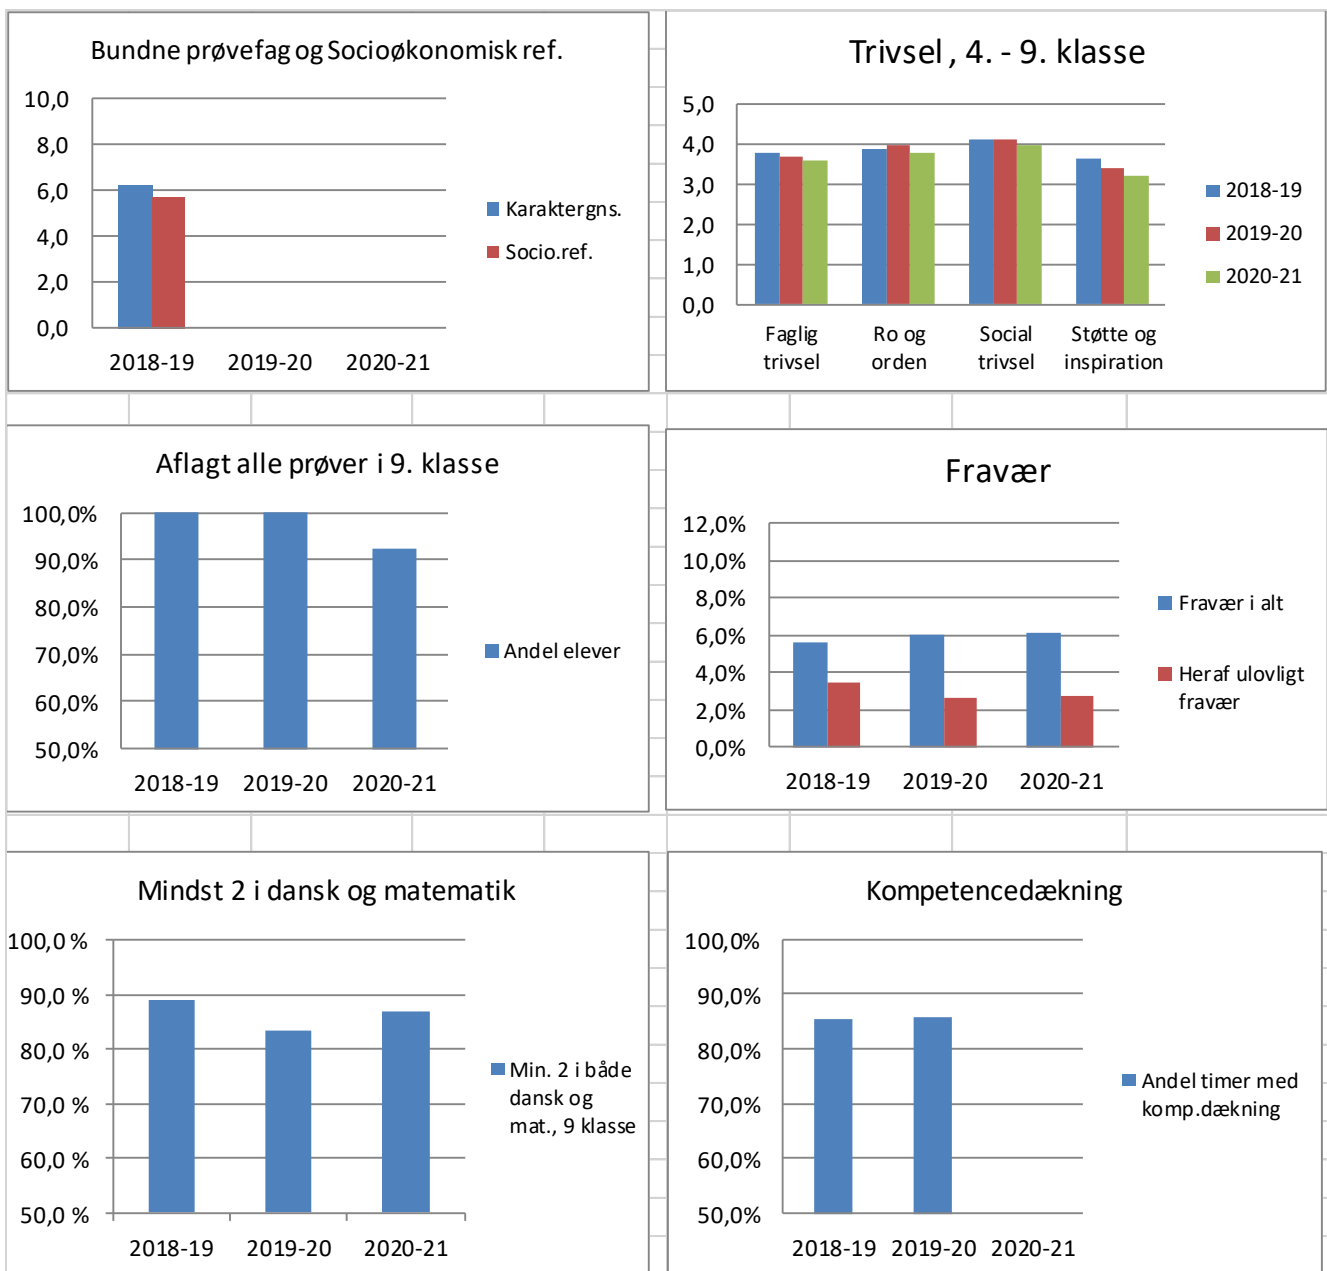 Bundne prøvefag og Socioøkonomisk ref.
10,0
8,0
6,0
4,0
2,0
0,0
2018-19 2019-20 2020-21
Karaktergns.
Socio.ref.
Trivsel , 4. - 9. klasse
5,0
4,0
3,0
2,0
1,0
0,0
Faglig trivsel
Ro og orden
Social trivsel
Støtte og inspiration
2018-19
2019-20
2020-21
Aflagt alle prøver i 9. klasse
100,0%
90,0%
80,0%
70,0%
60,0%
50,0%
2018-19 2019-20 2020-21
Andel elever
Fravær
12,0%
10,0%
8,0%
6,0%
4,0%
2,0%
0,0%
2018-19 2019-20 2020-21
Fravær i alt
Heraf ulovligt
fravær
Mindst 2 i dansk og matematik
100,0 %
90,0 %
80,0 %
70,0 %
60,0 %
50,0 %
2018-19 2019-20 2020-21
Min. 2 i både
dansk og
mat., 9 klasse
Kompetencedækning
100,0%
90,0%
80,0%
70,0%
60,0%
50,0%
2018-19 2019-20 2020-21
Andel timer med
komp.dækning